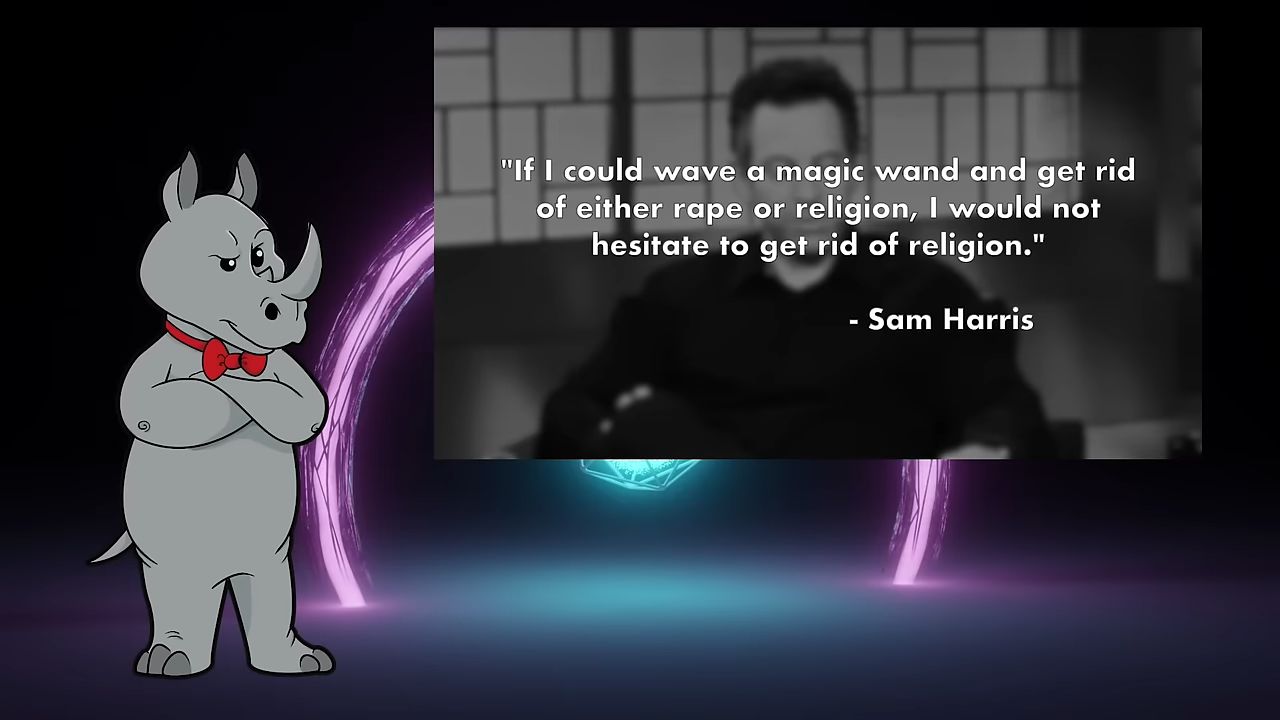 "If I could wave a magic wand and get rid
of either rape or religion, I would not
hesitate to get rid of religion."
- Sam Harris